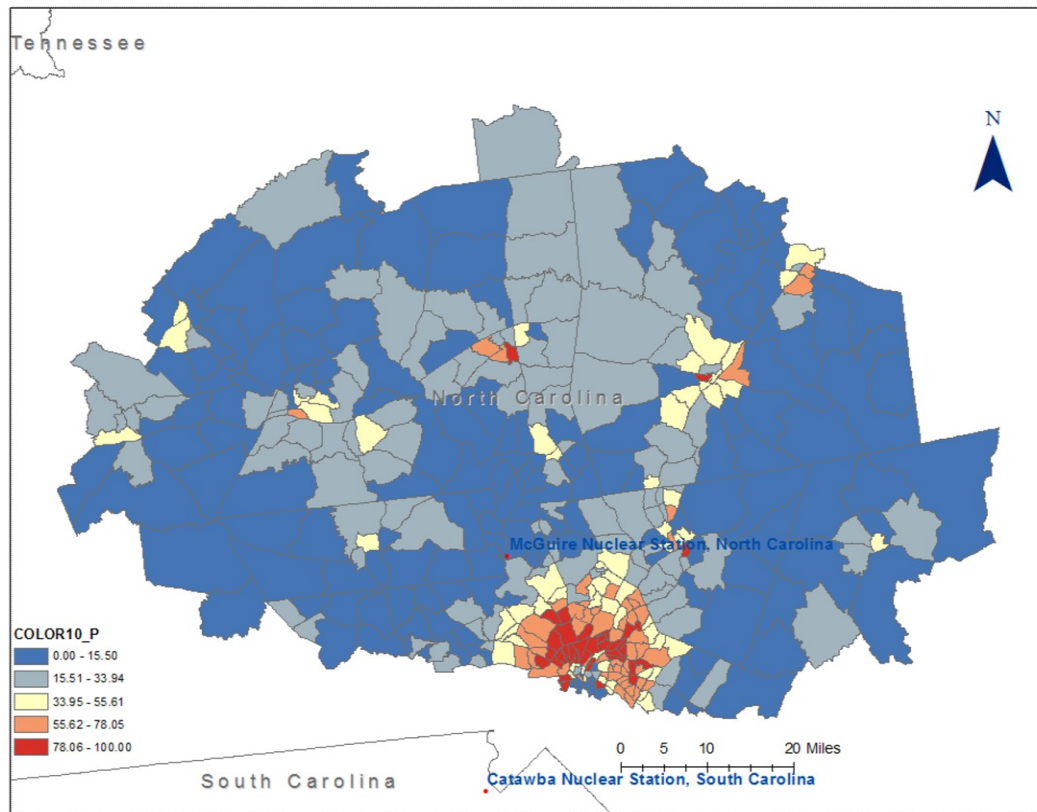 Tennessee
N
North Carolina
McGuire Nuclear Station, North Carolina
COLOR10_P
0.00 - 15.50
15.51 - 33.94
33.95 - 55.61
55.62 - 78.05
78.06 - 100.00
0 5 10 20 Miles
South Carolina
Catawba Nuclear Station, South Carolina